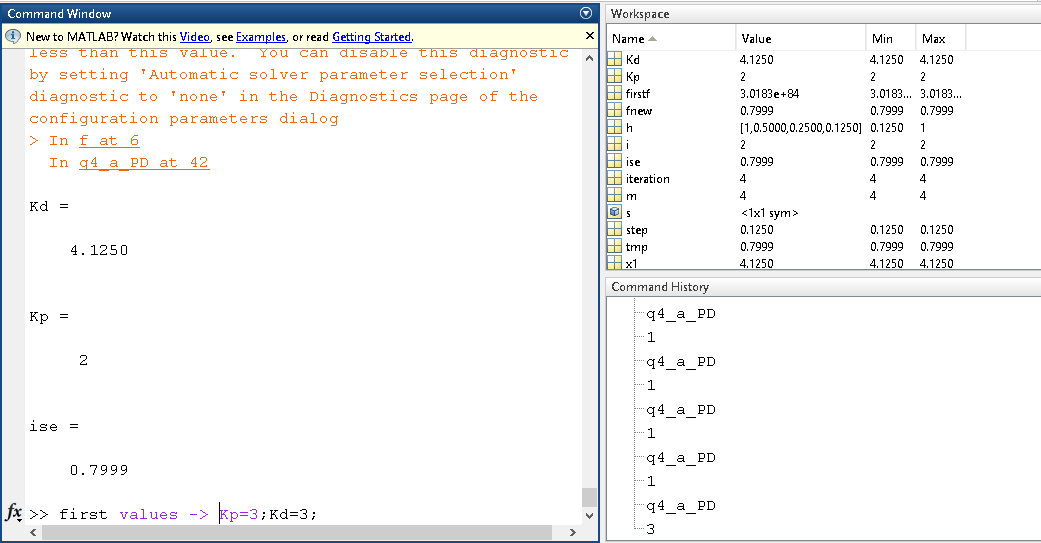 Command Window
New to MATLAB? Watch this Video, see Examples, or read Getting Started.
less than this value.  You can disable this diagnostic
by setting 'Automatic solver parameter selection'
diagnostic to 'none' in the Diagnostics page of the
configuration parameters dialog
> In f at 6
In q4_a_PD at 42
Kd =
4.1250
Kp =
2
ise =
0.7999
fx >> first values -> Kp=3;Kd=3;
Workspace
Name Value Min Max
Kd 4.1250 4.1250 4.1250
Kp 2 2 2
firstf 3.0183e+84 3.0183... 3.0183...
fnew 0.7999 0.7999 0.7999
h [1,0.5000,0.2500,0.1250] 0.1250 1
i 2 2 2
ise 0.7999 0.7999 0.7999
iteration 4 4 4
m 4 4 4
s <1x1 sym>
step 0.1250 0.1250 0.1250
tmp 0.7999 0.7999 0.7999
x1 4.1250 4.1250 4.1250
Command History
q4_a_PD
1
q4_a_PD
1
q4_a_PD
1
q4_a_PD
1
q4_a_PD
3